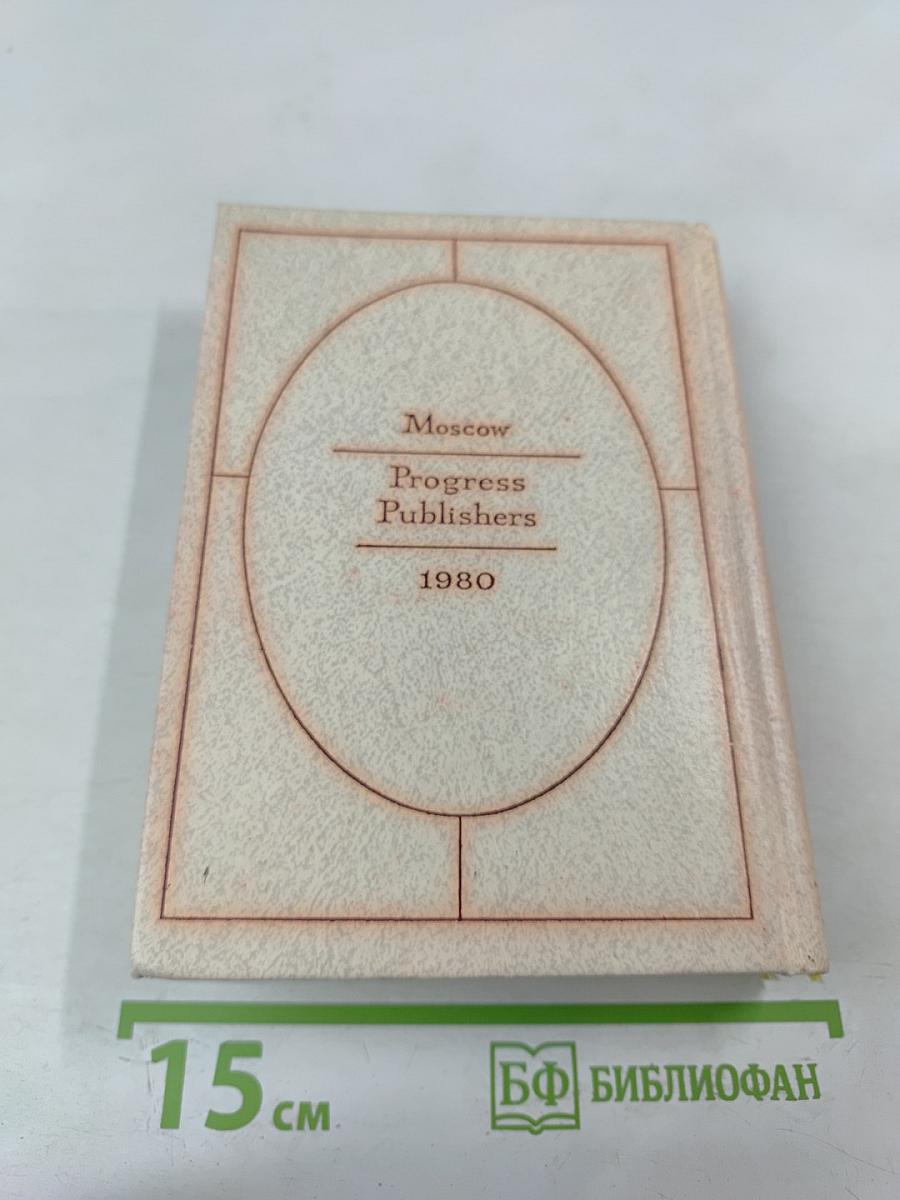 Moscow
Progress
Publishers
1980
15 см
БФ БИБЛИОФАН